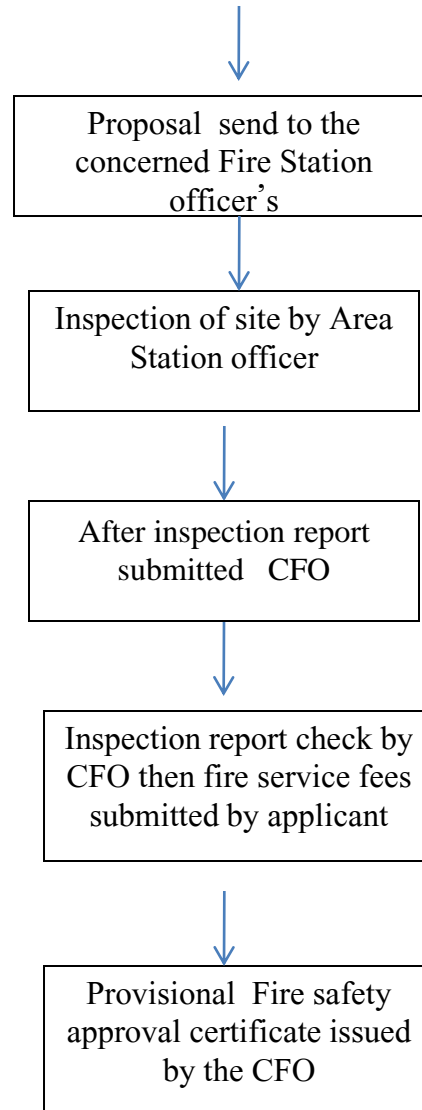 Proposal send to the
concerned Fire Station
officer's
Inspection of site by Area
Station officer
After inspection report
submitted CFO
Inspection report check by
CFO then fire service fees
submitted by applicant
Provisional Fire safety
approval certificate issued
by the CFO